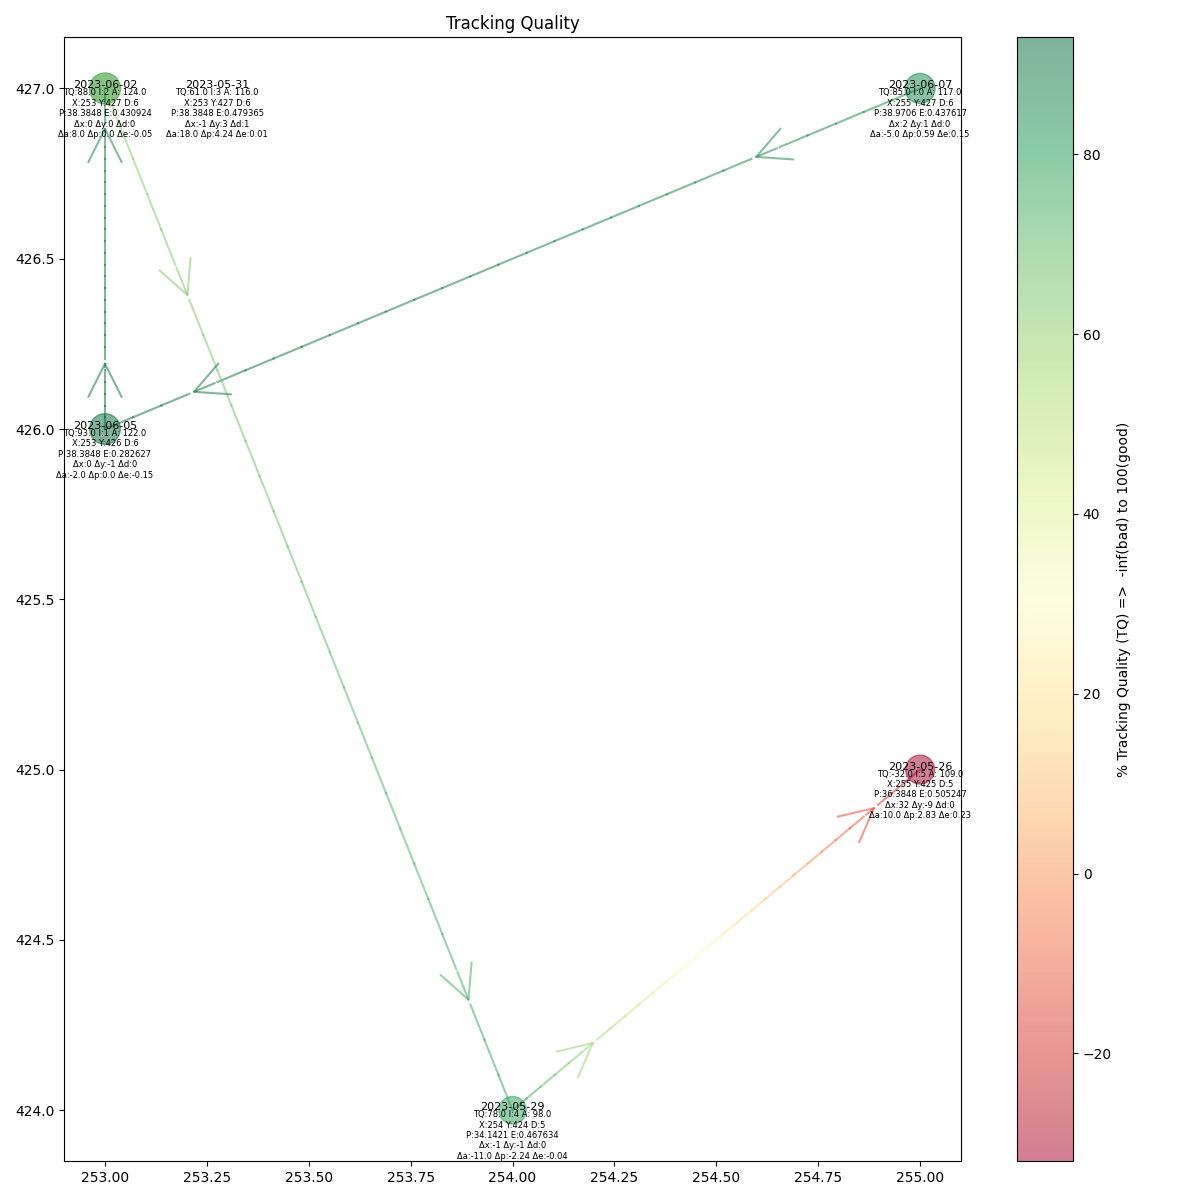 Tracking Quality
427.0
426.5
426.0
425.5
425.0
424.5
424.0
2023-06-02
TQ:88.0 I:2 A: 124.0
X:253 Y:427 D:6
P:38.3848 E:0.430924
Δx:0 Δy:0 Δd:0
Δa:8.0 Δp:0.0 Δe:-0.05
2023-05-31
TQ:61.0 I:3 A: 116.0
X:253 Y:427 D:6
P:38.3848 E:0.479365
Δx:-1 Δy:3 Δd:1
Δa:18.0 Δp:4.24 Δe:0.01
2023-06-07
TQ:85.0 I:0 A: 117.0
X:255 Y:427 D:6
P:38.9706 E:0.437617
Δx:2 Δy:1 Δd:0
Δa:-5.0 Δp:0.59 Δe:0.15
2023-06-05
TQ:93.0 I:1 A: 122.0
X:253 Y:426 D:6
P:38.3848 E:0.282627
Δx:0 Δy:-1 Δd:0
Δa:-2.0 Δp:0.0 Δe:-0.15
2023-05-26
TQ:-32.0 I:5 A: 109.0
X:255 Y:425 D:5
P:36.3848 E:0.505247
Δx:32 Δy:-9 Δd:0
Δa:10.0 Δp:2.83 Δe:0.23
2023-05-29
TQ:78.0 I:4 A: 98.0
X:254 Y:424 D:5
P:34.1421 E:0.467634
Δx:-1 Δy:-1 Δd:0
Δa:-11.0 Δp:-2.24 Δe:-0.04
253.00 253.25 253.50 253.75 254.00 254.25 254.50 254.75 255.00
80
60
40
20
0
−20
% Tracking Quality (TQ) => -inf(bad) to 100(good)